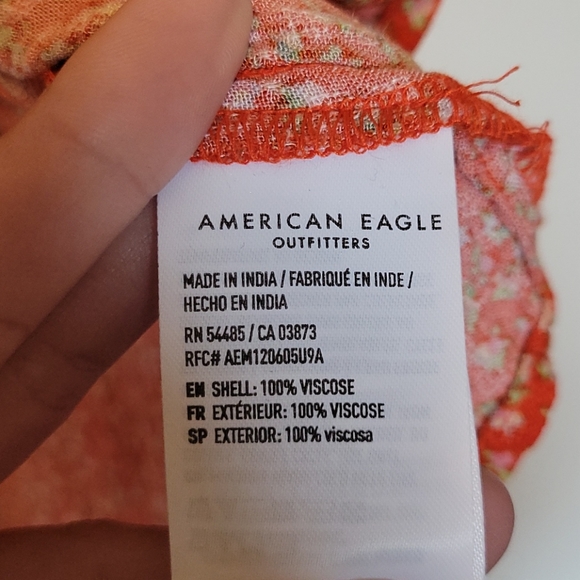 AMERICAN EAGLE
OUTFITTERS
MADE IN INDIA / FABRIQUÉ EN INDE /
HECHO EN INDIA
RN 54485 / CA 03873
RFC# AEM120605U9A
EN SHELL: 100% VISCOSE
FR EXTÉRIEUR: 100% VISCOSE
SP EXTERIOR: 100% viscosa